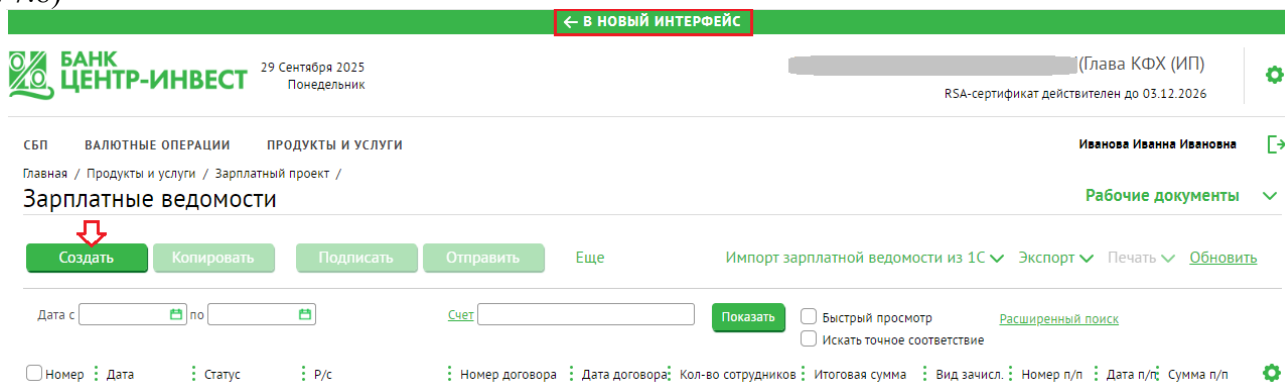 ← В НОВЫЙ ИНТЕРФЕЙС
БАНК
ЦЕНТР-ИНВЕСТ
29 Сентября 2025
Понедельник
(Глава КФХ (ИП)
RSA-сертификат действителен до 03.12.2026
СБП ВАЛЮТНЫЕ ОПЕРАЦИИ ПРОДУКТЫ И УСЛУГИ
Иванова Иванна Ивановна
Главная / Продукты и услуги / Зарплатный проект /
Зарплатные ведомости
Рабочие документы
Создать Копировать Подписать Отправить Еще Импорт зарплатной ведомости из 1С Экспорт Печать Обновить
Дата с по Счет Показать Быстрый просмотр Расширенный поиск
Искать точное соответствие
Номер Дата Статус Р/с Номер договора Дата договора Кол-во сотрудников Итоговая сумма Вид зачисл. Номер п/п Дата п/п Сумма п/п